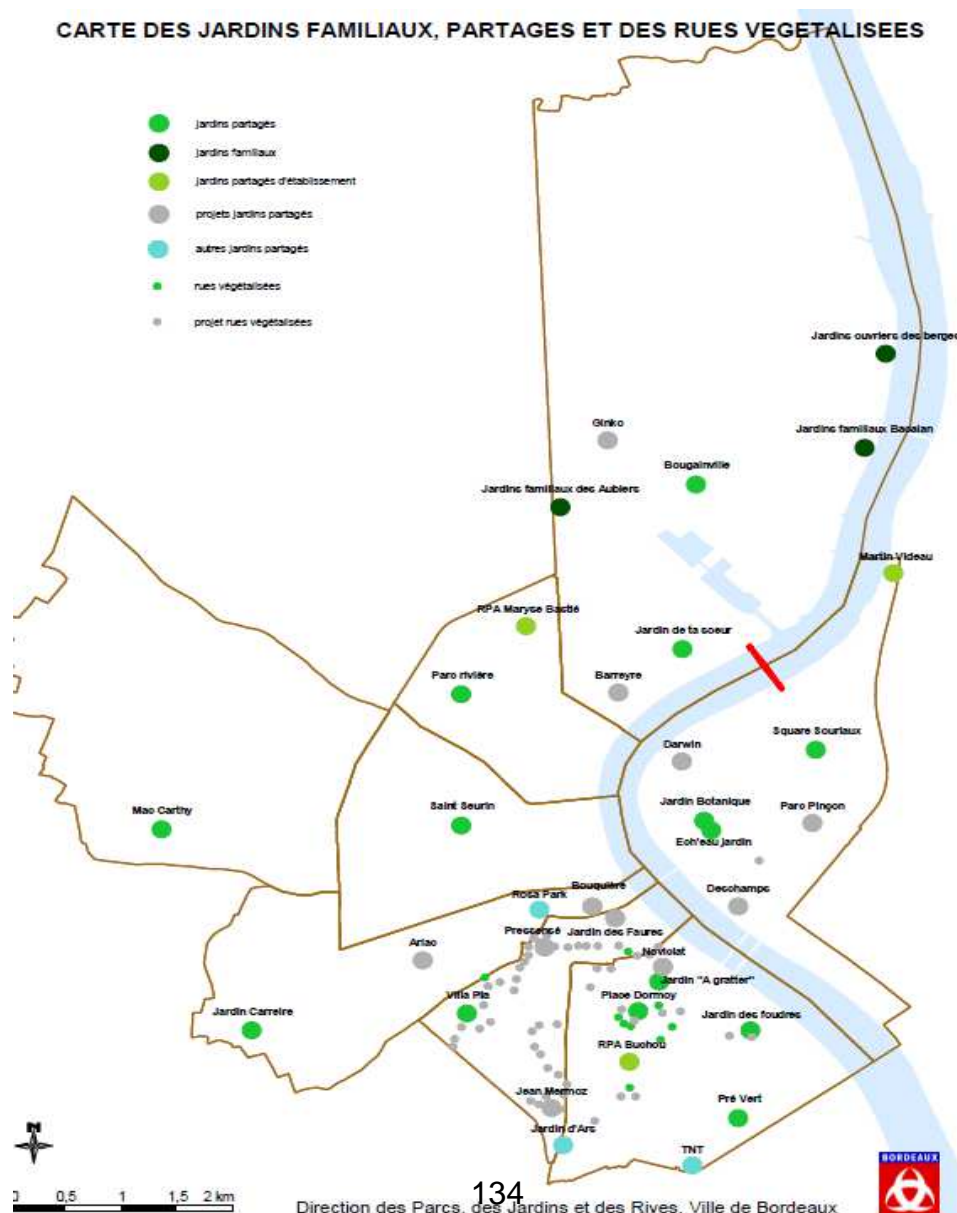 CARTE DES JARDINS FAMILIAUX, PARTAGES ET DES RUES VEGETALISEES
jardins partagés
jardins familiaux
jardins partagés d'établissement
projets jardins partagés
autres jardins partagés
rues végétalisées
projet rues végétalisées
Jardins ouvriers des berges
Ginko
Jardins familiaux Bacalan
Bougainville
Jardins familiaux des Aubiers
Martin Videau
RPA Maryse Bastié
Jardin de ta soeur
Parc rivière
Barreyre
Square Souriaux
Darwin
Mac Carthy
Saint Seurin
Jardin Botanique
Parc Pinçon
Ech'eau jardin
Bouquière
Deschamps
Rosa Park
Pressensé
Jardin des Faures
Ariac
Noviolat
Jardin "A gratter"
Villa Pia
Place Dormoy
Jardin Carreire
Jardin des foudres
RPA Buchou
Jean Mermoz
Pré Vert
Jardin d'Ars
TNT
N
BORDEAUX
0 0,5 1 1,5 2 km
134
Direction des Parcs, des Jardins et des Rives, Ville de Bordeaux